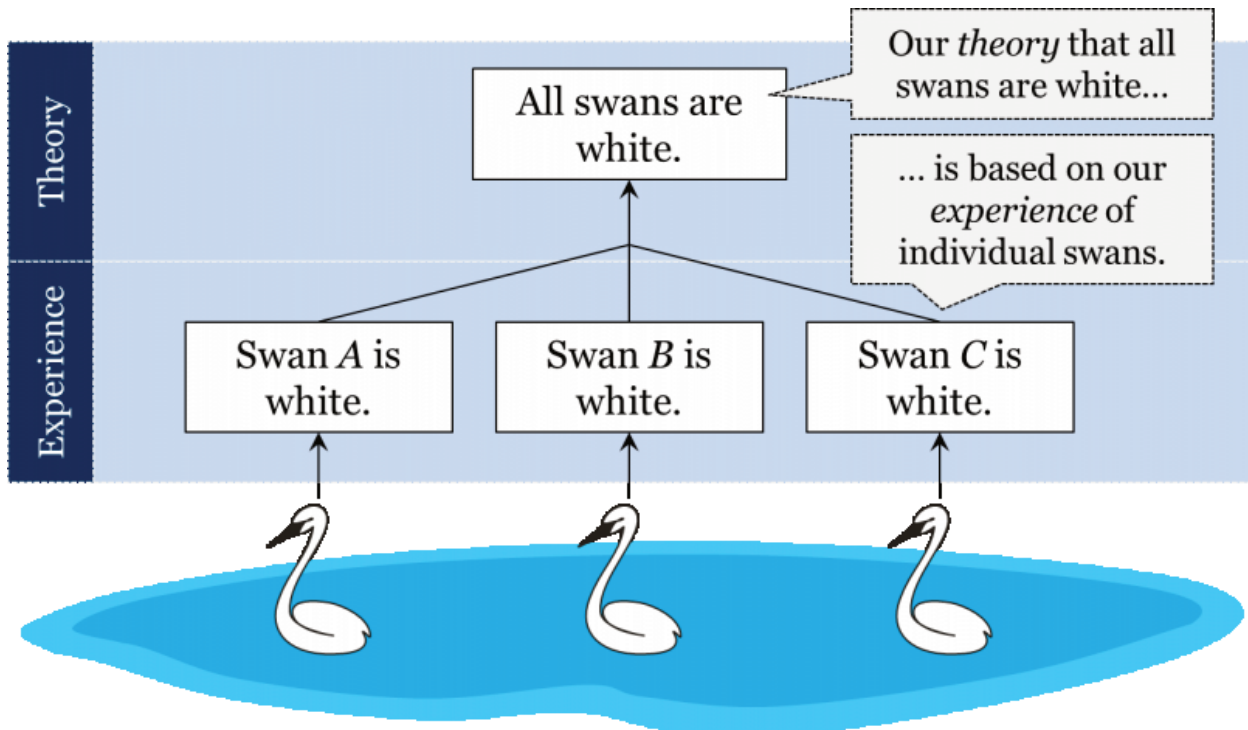 Theory
All swans are
white.
Our theory that all
swans are white...
... is based on our
experience of
individual swans.
Experience
Swan A is
white.
Swan B is
white.
Swan C is
white.